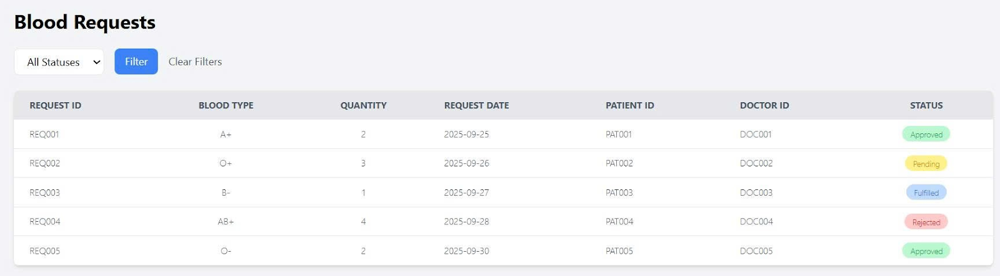 Blood Requests
All Statuses Filter Clear Filters
REQUEST ID BLOOD TYPE QUANTITY REQUEST DATE PATIENT ID DOCTOR ID STATUS
REQ001 A+ 2 2025-09-25 PAT001 DOC001 Approved
REQ002 O+ 3 2025-09-26 PAT002 DOC002 Pending
REQ003 B- 1 2025-09-27 PAT003 DOC003 Fulfilled
REQ004 AB+ 4 2025-09-28 PAT004 DOC004 Rejected
REQ005 O- 2 2025-09-30 PAT005 DOC005 Approved